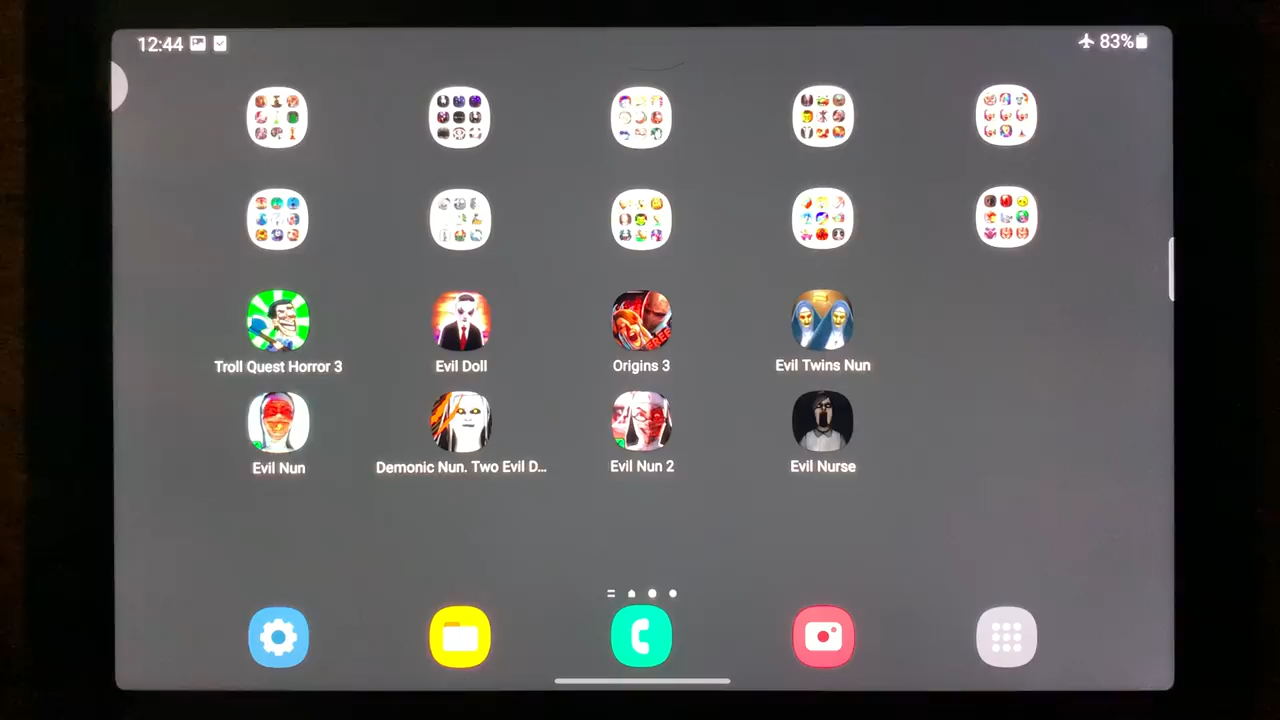 12:44
83%
FREE
Troll Quest Horror 3
Evil Doll
Origins 3
Evil Twins Nun
Evil Nun
Demonic Nun. Two Evil D...
Evil Nun 2
Evil Nurse